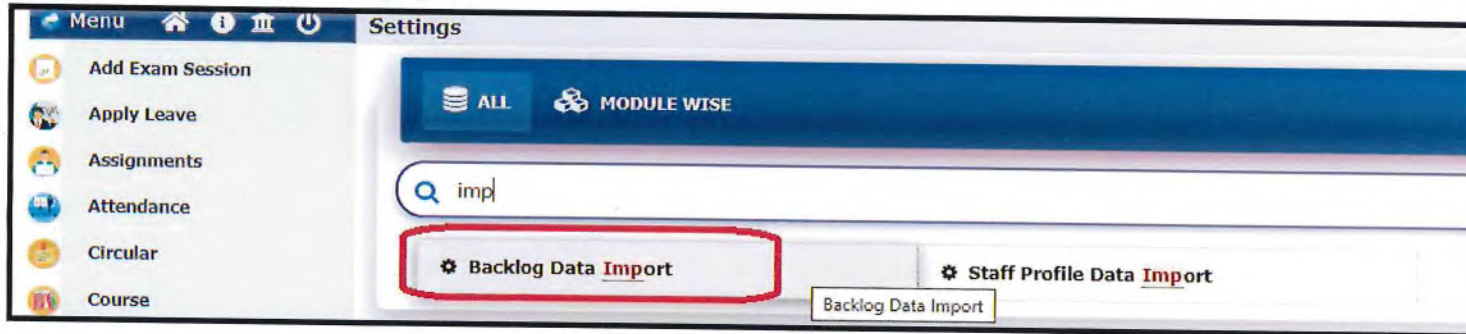 Menu
Settings
Add Exam Session
Apply Leave
Assignments
Attendance
Circular
Course
ALL MODULE WISE
imp
Backlog Data Import
Staff Profile Data Import
Backlog Data Import